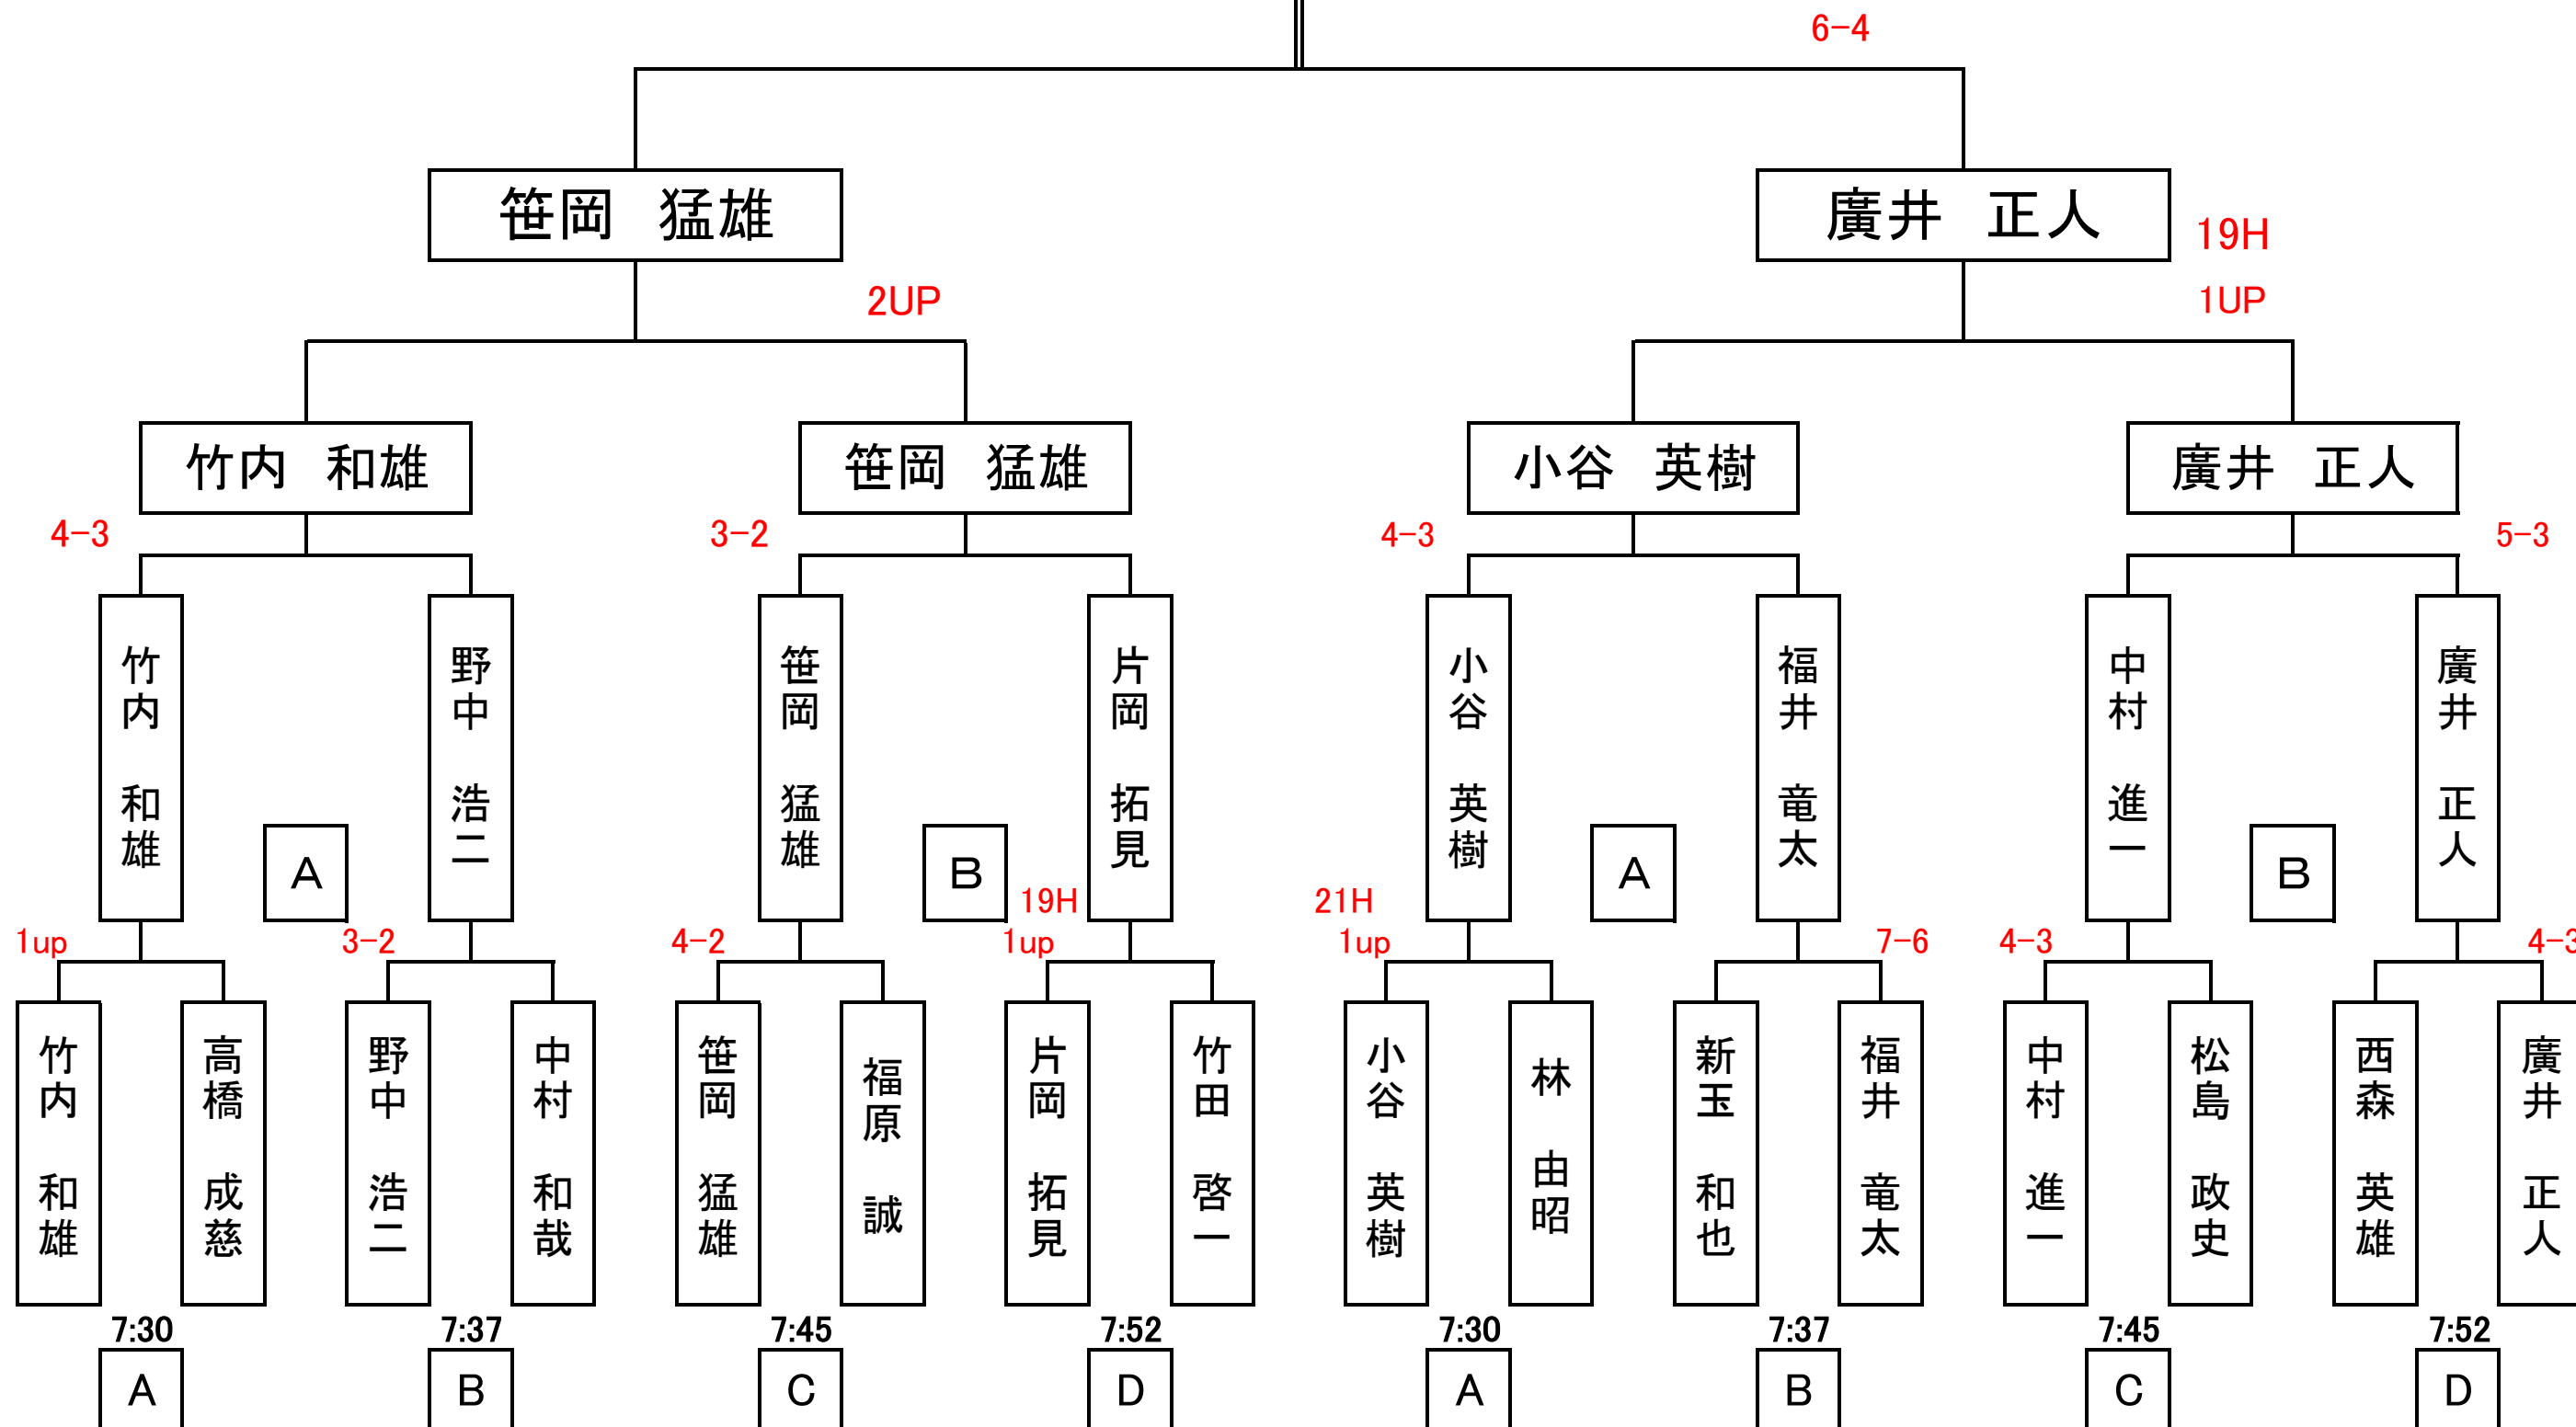 6-4
笹岡　猛雄
廣井　正人
19H
2UP
1UP
竹内　和雄
笹岡　猛雄
小谷　英樹
廣井　正人
4-3
3-2
4-3
5-3
竹内　和雄
野中　浩二
笹岡　猛雄
片岡　拓見
小谷　英樹
福井　竜太
中村　進一
廣井　正人
A
B
A
B
19H
21H
1up
3-2
4-2
1up
1up
7-6
4-3
4-3
竹内　和雄
高橋　成慈
野中　浩二
中村　和哉
笹岡　猛雄
福原　誠
片岡　拓見
竹田　啓一
小谷　英樹
林　由昭
新玉　和也
福井　竜太
中村　進一
松島　政史
西森　英雄
廣井　正人
7:30
7:37
7:45
7:52
7:30
7:37
7:45
7:52
A
B
C
D
A
B
C
D